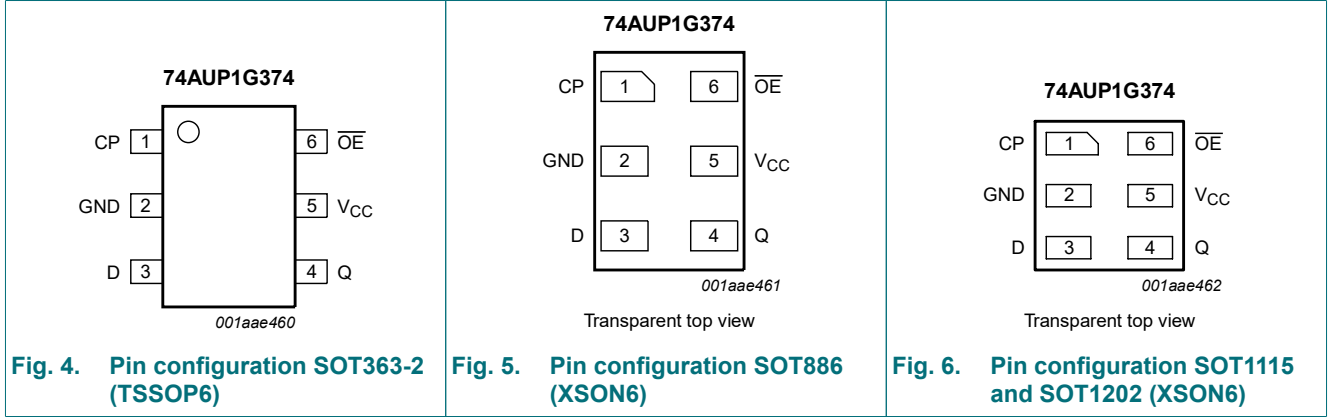 74AUP1G374
CP 1 6 OE
GND 2 5 VCC
D 3 4 Q
001aae460
Fig. 4. Pin configuration SOT363-2
(TSSOP6)
74AUP1G374
CP 1 6 OE
GND 2 5 VCC
D 3 4 Q
001aae461
Transparent top view
Fig. 5. Pin configuration SOT886
(XSON6)
74AUP1G374
CP 1 6 OE
GND 2 5 VCC
D 3 4 Q
001aae462
Transparent top view
Fig. 6. Pin configuration SOT1115
and SOT1202 (XSON6)